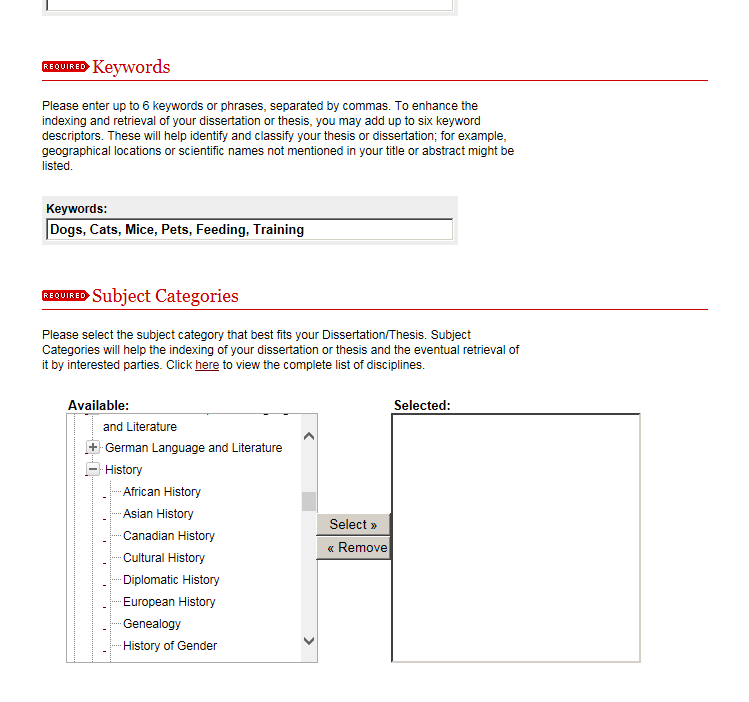 REQUIRED Keywords
Please enter up to 6 keywords or phrases, separated by commas. To enhance the
indexing and retrieval of your dissertation or thesis, you may add up to six keyword
descriptors. These will help identify and classify your thesis or dissertation; for example,
geographical locations or scientific names not mentioned in your title or abstract might be
listed.
Keywords:
Dogs, Cats, Mice, Pets, Feeding, Training
REQUIRED Subject Categories
Please select the subject category that best fits your Dissertation/Thesis. Subject
Categories will help the indexing of your dissertation or thesis and the eventual retrieval of
it by interested parties. Click here to view the complete list of disciplines.
Available:
and Literature
German Language and Literature
History
African History
Asian History
Canadian History
Cultural History
Diplomatic History
European History
Genealogy
History of Gender
Select »
« Remove
Selected: